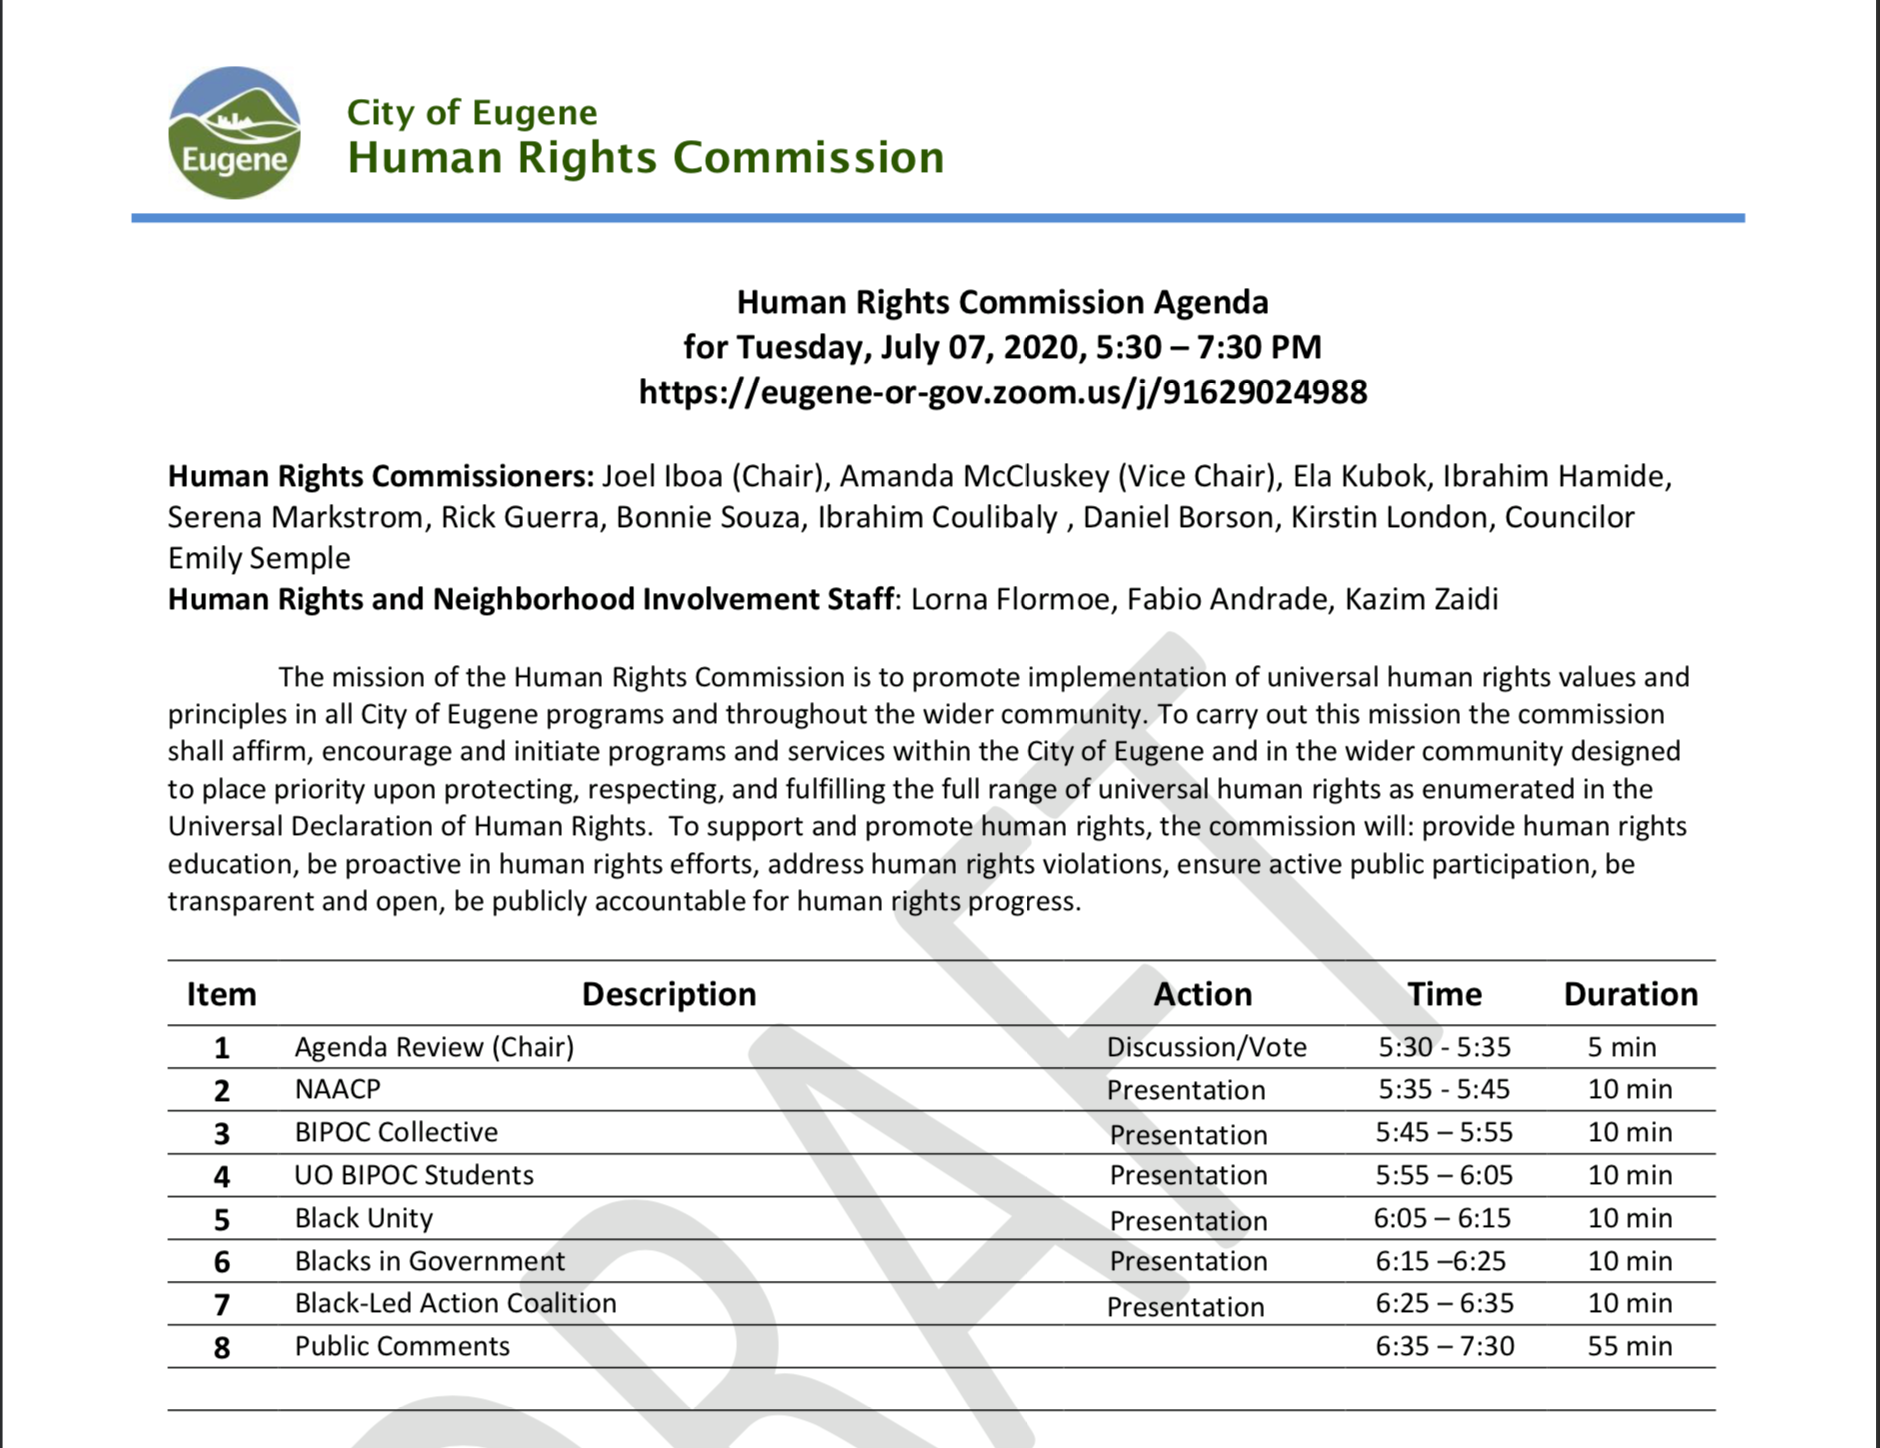 Eugene
City of Eugene
Human Rights Commission
Human Rights Commission Agenda
for Tuesday, July 07, 2020, 5:30 – 7:30 PM
https://eugene-or-gov.zoom.us/j/91629024988
Human Rights Commissioners: Joel Iboa (Chair), Amanda McCluskey (Vice Chair), Ela Kubok, Ibrahim Hamide,
Serena Markstrom, Rick Guerra, Bonnie Souza, Ibrahim Coulibaly , Daniel Borson, Kirstin London, Councilor
Emily Semple
Human Rights and Neighborhood Involvement Staff: Lorna Flormoe, Fabio Andrade, Kazim Zaidi
The mission of the Human Rights Commission is to promote implementation of universal human rights values and
principles in all City of Eugene programs and throughout the wider community. To carry out this mission the commission
shall affirm, encourage and initiate programs and services within the City of Eugene and in the wider community designed
to place priority upon protecting, respecting, and fulfilling the full range of universal human rights as enumerated in the
Universal Declaration of Human Rights.  To support and promote human rights, the commission will: provide human rights
education, be proactive in human rights efforts, address human rights violations, ensure active public participation, be
transparent and open, be publicly accountable for human rights progress.
Item Description Action Time Duration
1 Agenda Review (Chair) Discussion/Vote 5:30 - 5:35 5 min
2 NAACP Presentation 5:35 - 5:45 10 min
3 BIPOC Collective Presentation 5:45 – 5:55 10 min
4 UO BIPOC Students Presentation 5:55 – 6:05 10 min
5 Black Unity Presentation 6:05 – 6:15 10 min
6 Blacks in Government Presentation 6:15 –6:25 10 min
7 Black-Led Action Coalition Presentation 6:25 – 6:35 10 min
8 Public Comments 6:35 – 7:30 55 min
DRAFT